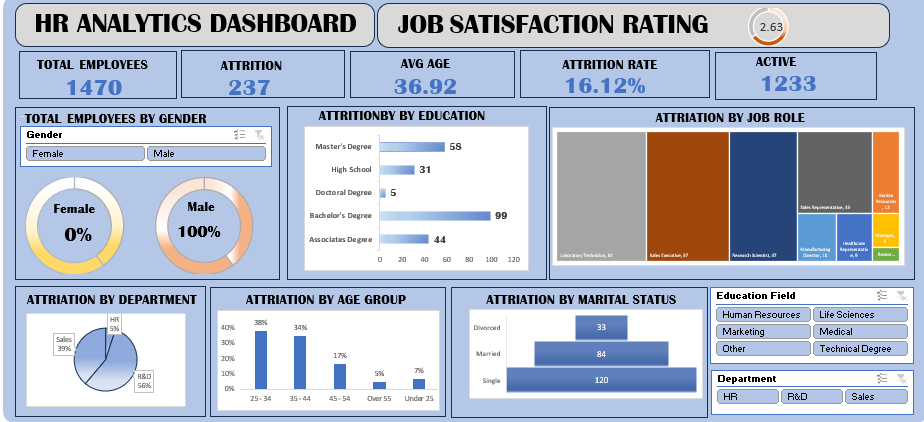 HR ANALYTICS DASHBOARD
JOB SATISFACTION RATING
2.63
TOTAL EMPLOYEES
1470
ATTRITION
237
AVG AGE
36.92
ATTRITION RATE
16.12%
ACTIVE
1233
TOTAL EMPLOYEES BY GENDER
Gender
Female
Male
Female
0%
Male
100%
ATTRITIONBY BY EDUCATION
Master's Degree
58
High School
31
Doctoral Degree
5
Bachelor's Degree
99
Associates Degree
44
0 20 40 60 80 100 120
ATTRIATION BY JOB ROLE
Laboratory Technician, 62
Sales Executive, 57
Research Scientist, 47
Sales Representative, 33
Human
Resources
, 12
Manufacturing
Director, 10
Healthcare
Representativ
e, 9
Manager,
ATTRIATION BY DEPARTMENT
HR
5%
Sales
39%
R&D
56%
ATTRIATION BY AGE GROUP
40%
30%
20%
10%
0%
38%
34%
17%
5%
7%
25 - 34
35 - 44
45 - 54
Over 55
Under 25
ATTRIATION BY MARITAL STATUS
Divorced
33
Married
84
Single
120
Education Field
Human Resources
Life Sciences
Marketing
Medical
Other
Technical Degree
Department
HR
R&D
Sales